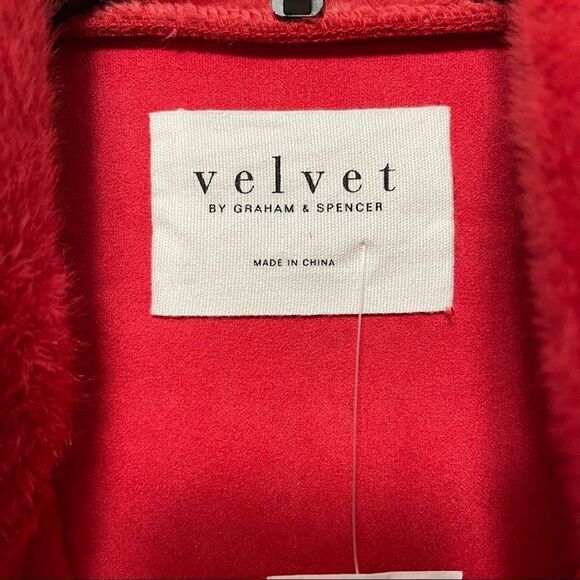 velvet
BY GRAHAM & SPENCER
MADE IN CHINA